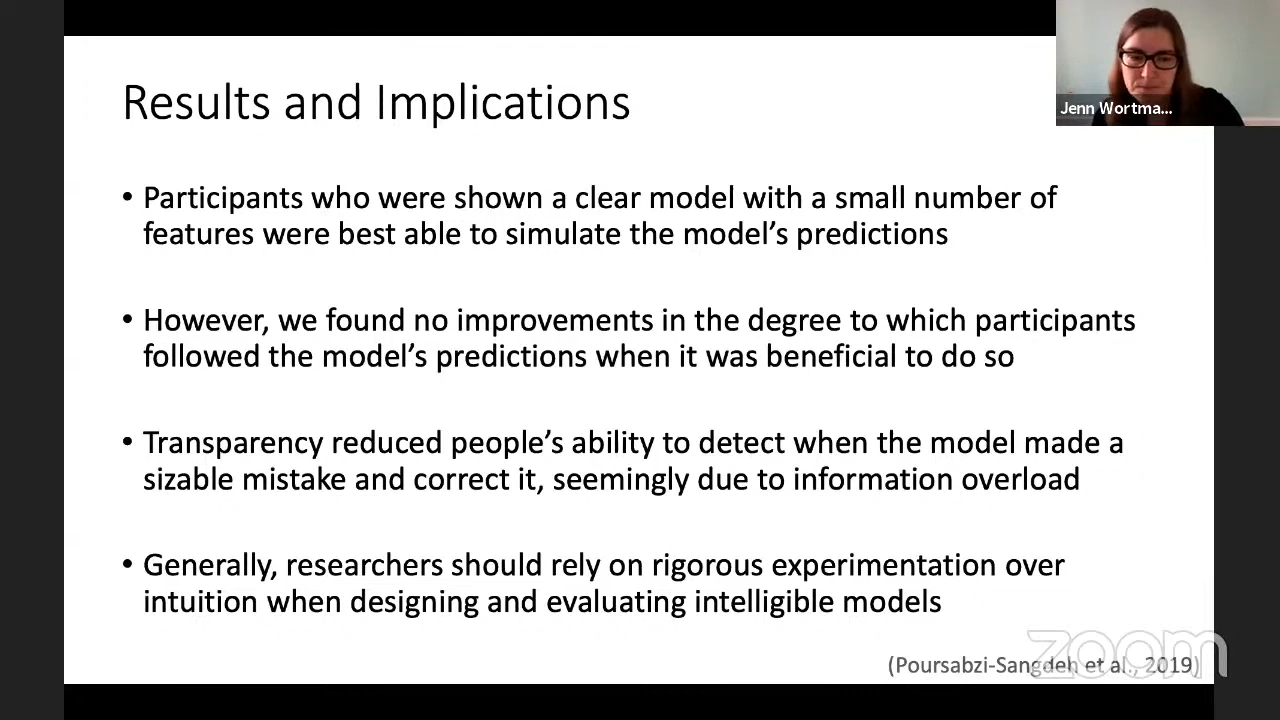 Results and Implications
Jenn Wortma...
• Participants who were shown a clear model with a small number of
features were best able to simulate the model's predictions
• However, we found no improvements in the degree to which participants
followed the model's predictions when it was beneficial to do so
• Transparency reduced people's ability to detect when the model made a
sizable mistake and correct it, seemingly due to information overload
• Generally, researchers should rely on rigorous experimentation over
intuition when designing and evaluating intelligible models
(Poursabzi-Sangdeh et al., 2019)
zoom